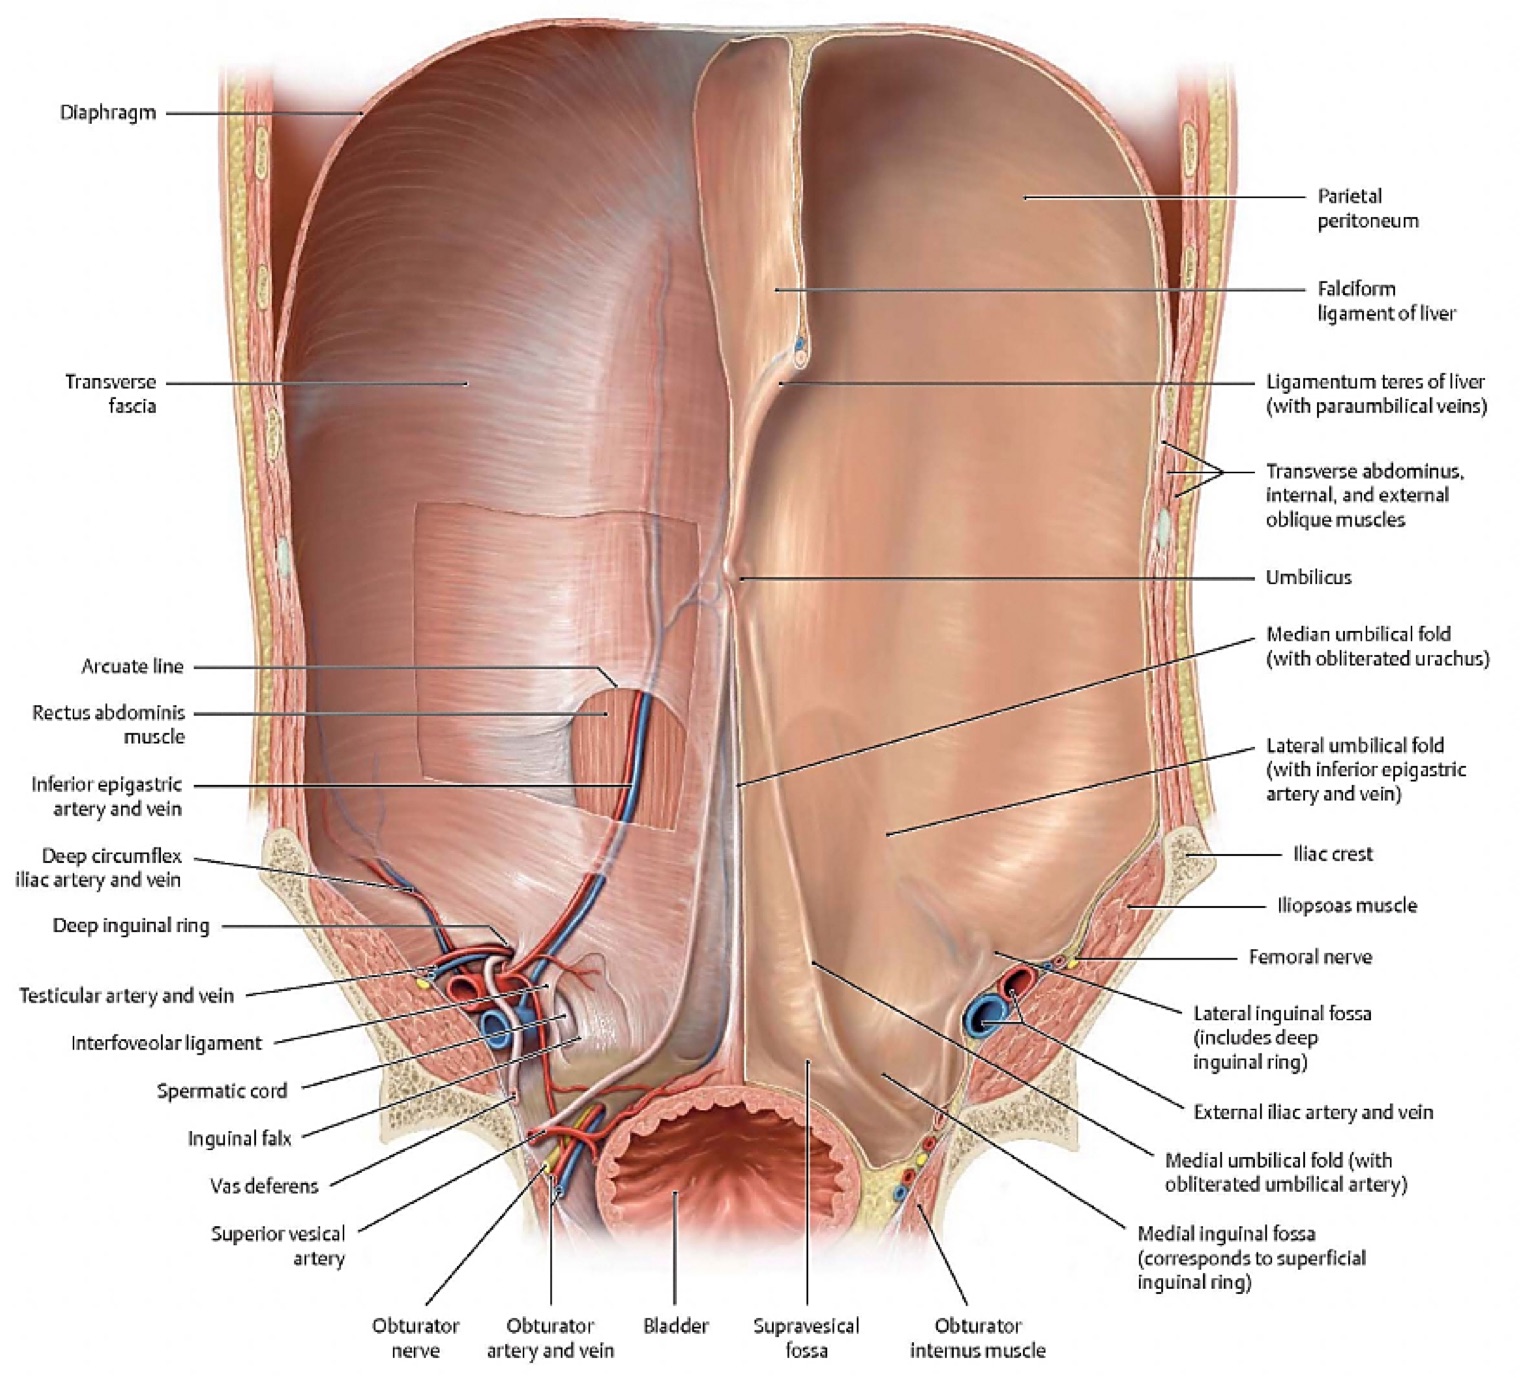 Diaphragm
Transverse
fascia
Arcuate line
Rectus abdominis
muscle
Inferior epigastric
artery and vein
Deep circumflex
iliac artery and vein
Deep inguinal ring
Testicular artery and vein
Interfoveolar ligament
Spermatic cord
Inguinal falx
Vas deferens
Superior vesical
artery
Obturator
nerve
Obturator
artery and vein
Bladder
Supravesical
fossa
Obturator
internus muscle
Parietal
peritoneum
Falciform
ligament of liver
Ligamentum teres of liver
(with paraumbilical veins)
Transverse abdominus,
internal, and external
oblique muscles
Umbilicus
Median umbilical fold
(with obliterated urachus)
Lateral umbilical fold
(with inferior epigastric
artery and vein)
Iliac crest
Iliopsoas muscle
Femoral nerve
Lateral inguinal fossa
(includes deep
inguinal ring)
External iliac artery and vein
Medial umbilical fold (with
obliterated umbilical artery)
Medial inguinal fossa
(corresponds to superficial
inguinal ring)